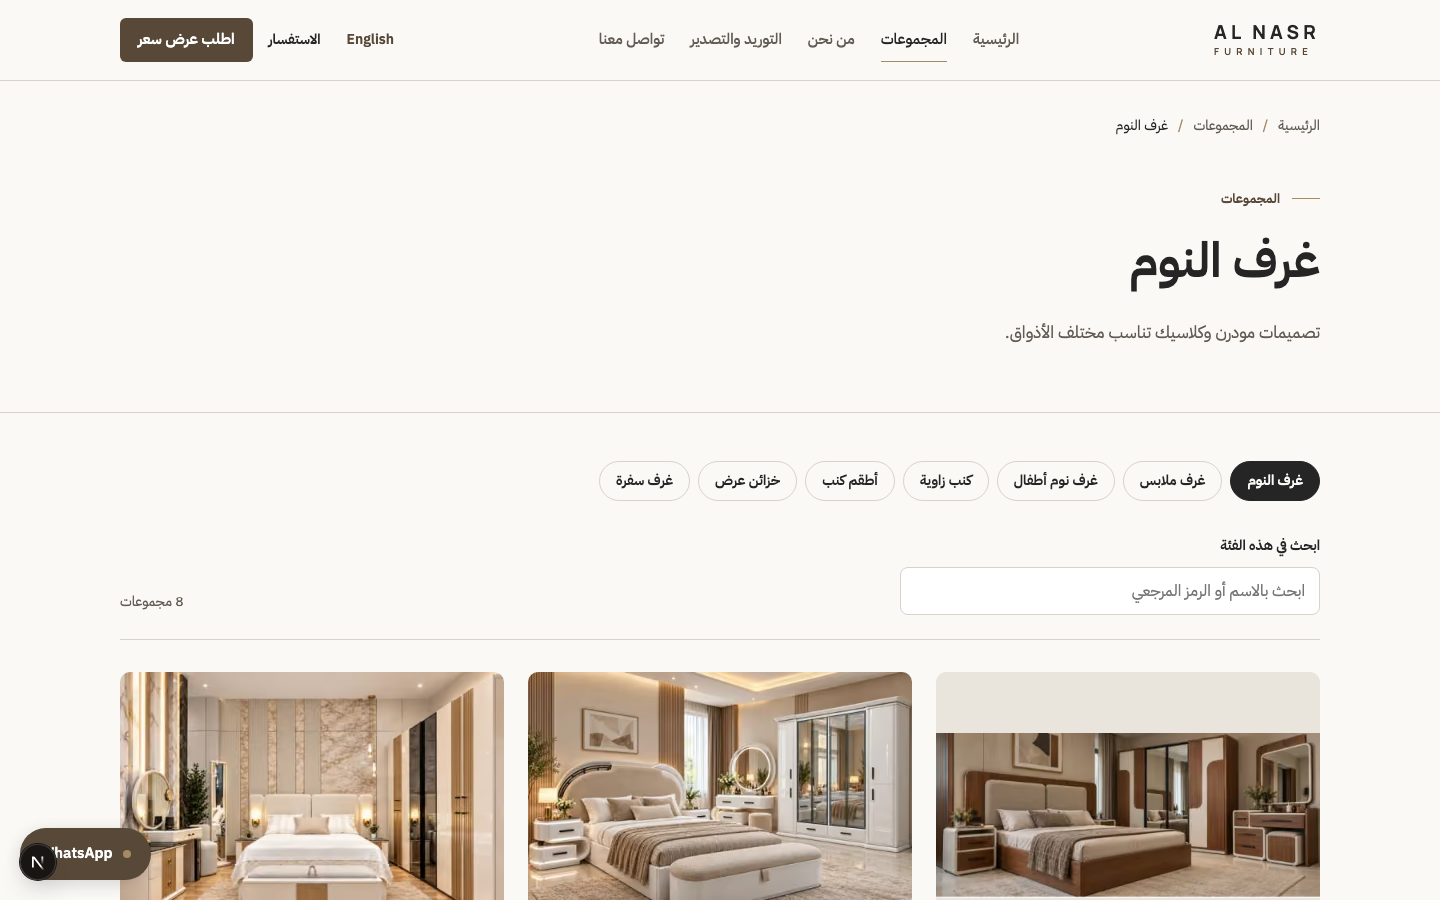 AL NASR
FURNITURE
الرئيسية
المجموعات
من نحن
التوريد والتصدير
تواصل معنا
English
الاستفسار
اطلب عرض سعر
الرئيسية / المجموعات / غرف النوم
المجموعات
غرف النوم
تصميمات مودرن وكلاسيك تناسب مختلف الأذواق.
غرف النوم
غرف ملابس
غرف نوم أطفال
كنب زاوية
أطقم كنب
خزائن عرض
غرف سفرة
ابحث في هذه الفئة
ابحث بالاسم أو الرمز المرجعي
8 مجموعات
hatsApp
N